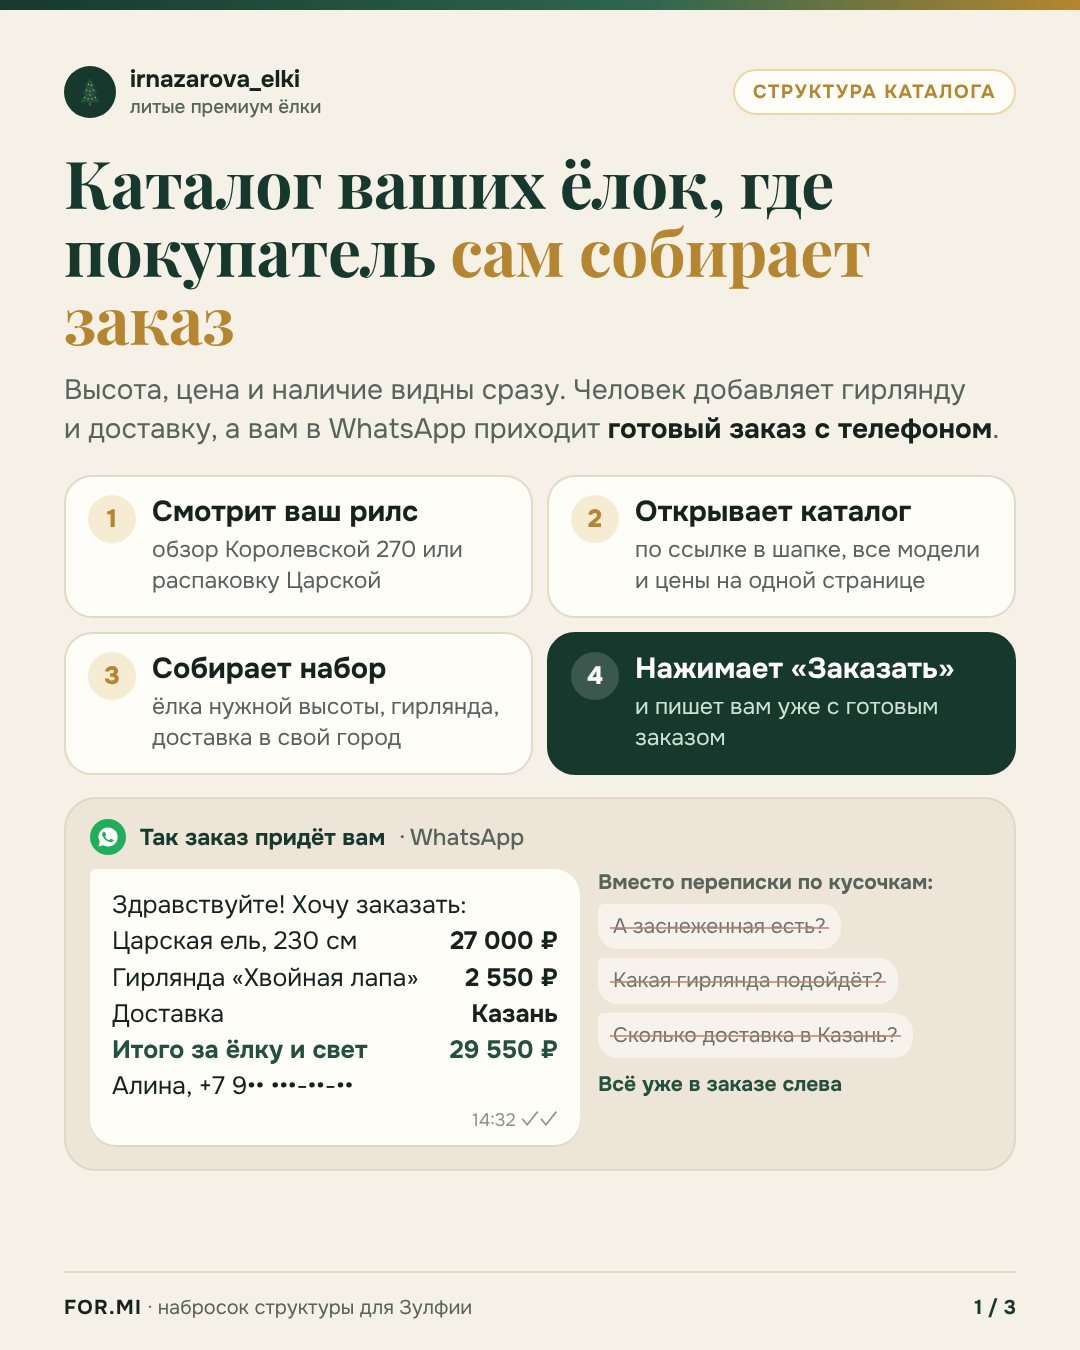 irnazarova_elki
литые премиум ёлки
СТРУКТУРА КАТАЛОГА
Каталог ваших ёлок, где
покупатель сам собирает
заказ
Высота, цена и наличие видны сразу. Человек добавляет гирлянду
и доставку, а вам в WhatsApp приходит готовый заказ с телефоном.
1 Смотрит ваш рилс
обзор Королевской 270 или
распаковку Царской
2 Открывает каталог
по ссылке в шапке, все модели
и цены на одной странице
3 Собирает набор
ёлка нужной высоты, гирлянда,
доставка в свой город
4 Нажимает «Заказать»
и пишет вам уже с готовым
заказом
Так заказ придёт вам · WhatsApp
Здравствуйте! Хочу заказать:
Царская ель, 230 см 27 000 ₽
Гирлянда «Хвойная лапа» 2 550 ₽
Доставка Казань
Итого за ёлку и свет 29 550 ₽
Алина, +7 9•• •••-••-••
14:32 ✓✓
Вместо переписки по кусочкам:
А заснеженная есть?
Какая гирлянда подойдёт?
Сколько доставка в Казань?
Всё уже в заказе слева
FOR.MI · набросок структуры для Зулфии
1 / 3